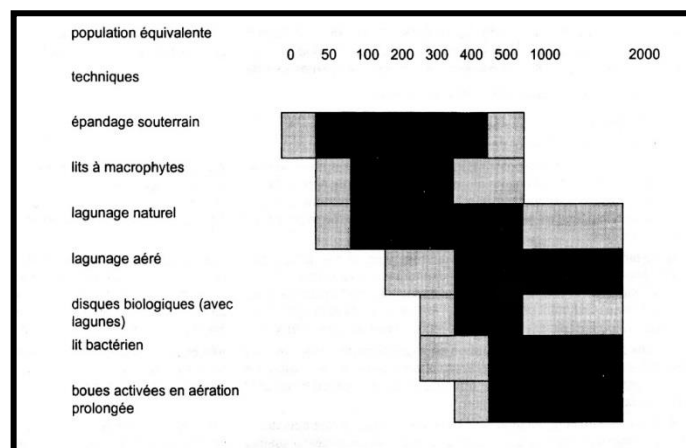 population équivalente
0 50 100 200 300 400 500 1000 2000
techniques
épandage souterrain
lits à macrophytes
lagunage naturel
lagunage aéré
disques biologiques (avec
lagunes)
lit bactérien
boues activées en aération
prolongée